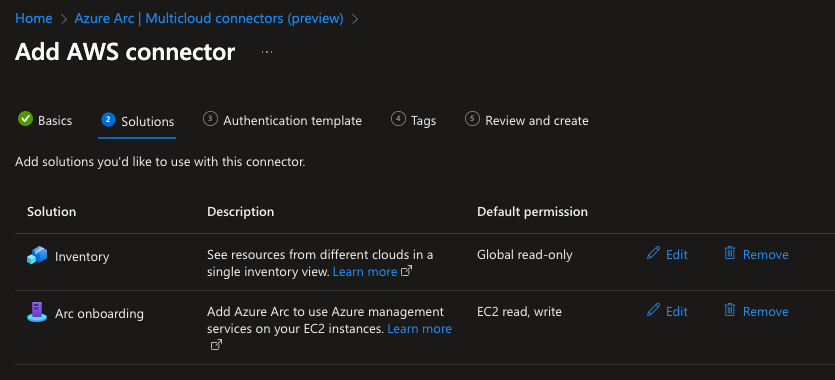 Home > Azure Arc | Multicloud connectors (preview) >
Add AWS connector ...
Basics 2 Solutions 3 Authentication template 4 Tags 5 Review and create
Add solutions you'd like to use with this connector.
Solution Description Default permission
Inventory See resources from different clouds in a Global read-only Edit Remove
single inventory view. Learn more
Arc onboarding Add Azure Arc to use Azure management EC2 read, write Edit Remove
services on your EC2 instances. Learn more